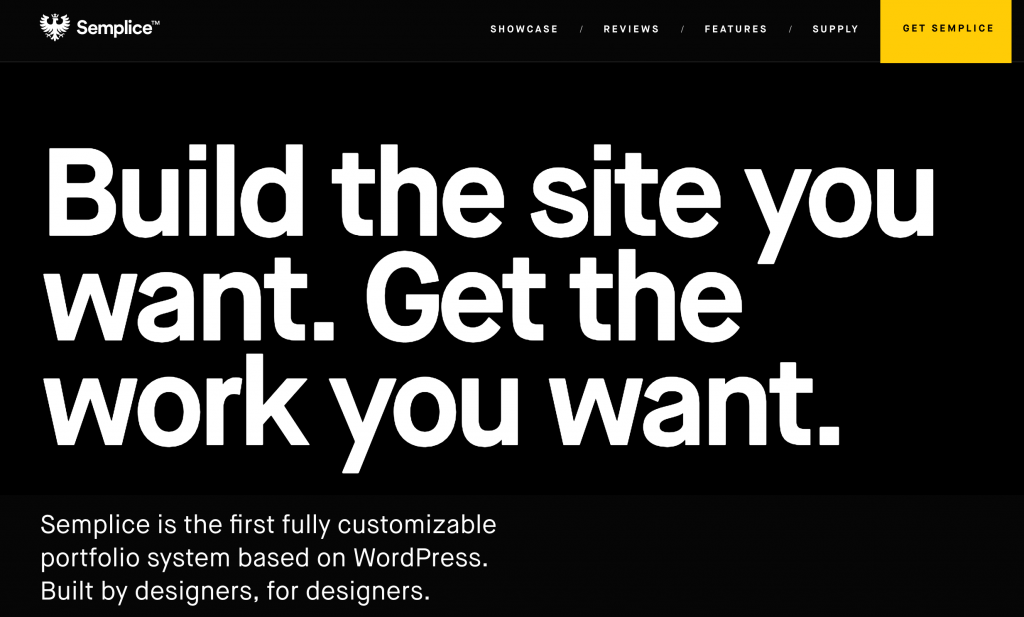 Semplice™
SHOWCASE / REVIEWS / FEATURES / SUPPLY
GET SEMPLICE
Build the site you
want. Get the
work you want.
Semplice is the first fully customizable
portfolio system based on WordPress.
Built by designers, for designers.